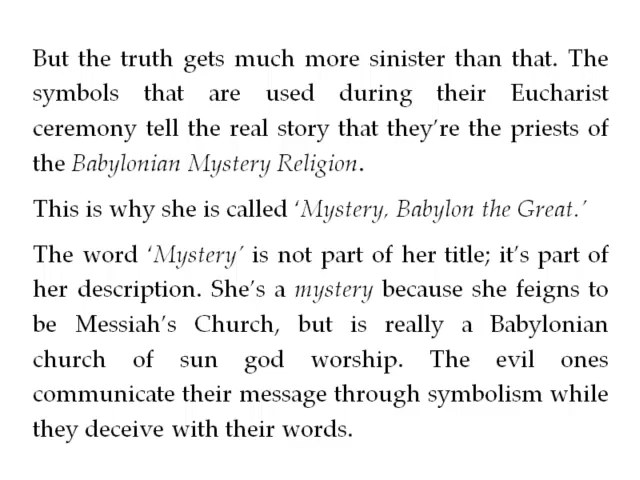 But the truth gets much more sinister than that. The
symbols that are used during their Eucharist
ceremony tell the real story that they’re the priests of
the Babylonian Mystery Religion.
This is why she is called ‘Mystery, Babylon the Great.’
The word ‘Mystery’ is not part of her title; it’s part of
her description. She’s a mystery because she feigns to
be Messiah’s Church, but is really a Babylonian
church of sun god worship. The evil ones
communicate their message through symbolism while
they deceive with their words.